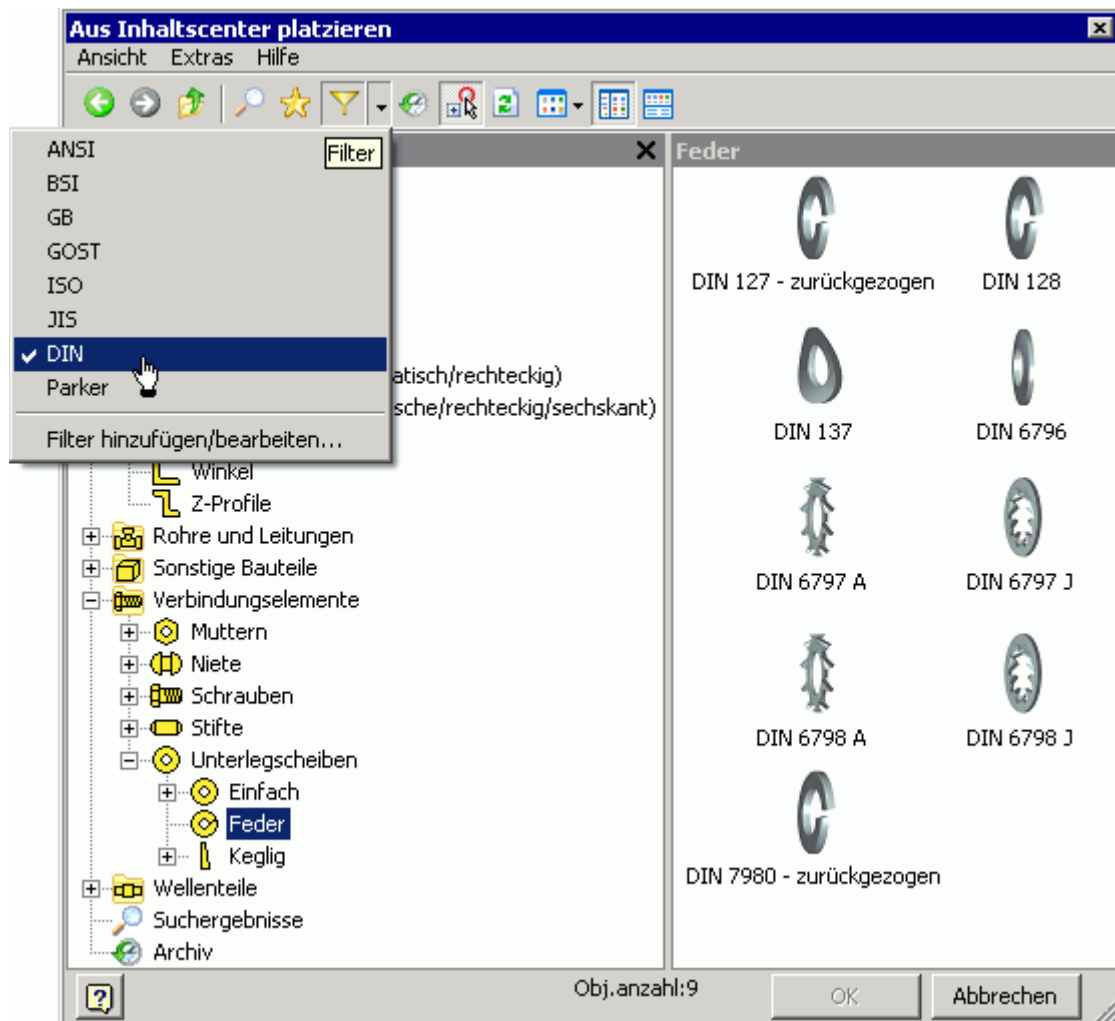 Aus Inhaltscenter platzieren
Ansicht Extras Hilfe
ANSI
Filter
BSI
GB
GOST
ISO
JIS
DIN
Parker
Filter hinzufügen/bearbeiten...
atisch/rechteckig)
sche/rechteckig/sechskant)
Winkel
Z-Profile
Rohre und Leitungen
Sonstige Bauteile
Verbindungselemente
Muttern
Niete
Schrauben
Stifte
Unterlegscheiben
Einfach
Feder
Keglig
Wellenteile
Suchergebnisse
Archiv
Feder
DIN 127 - zurückgezogen
DIN 128
DIN 137
DIN 6796
DIN 6797 A
DIN 6797 J
DIN 6798 A
DIN 6798 J
DIN 7980 - zurückgezogen
Obj.anzahl:9
OK
Abbrechen